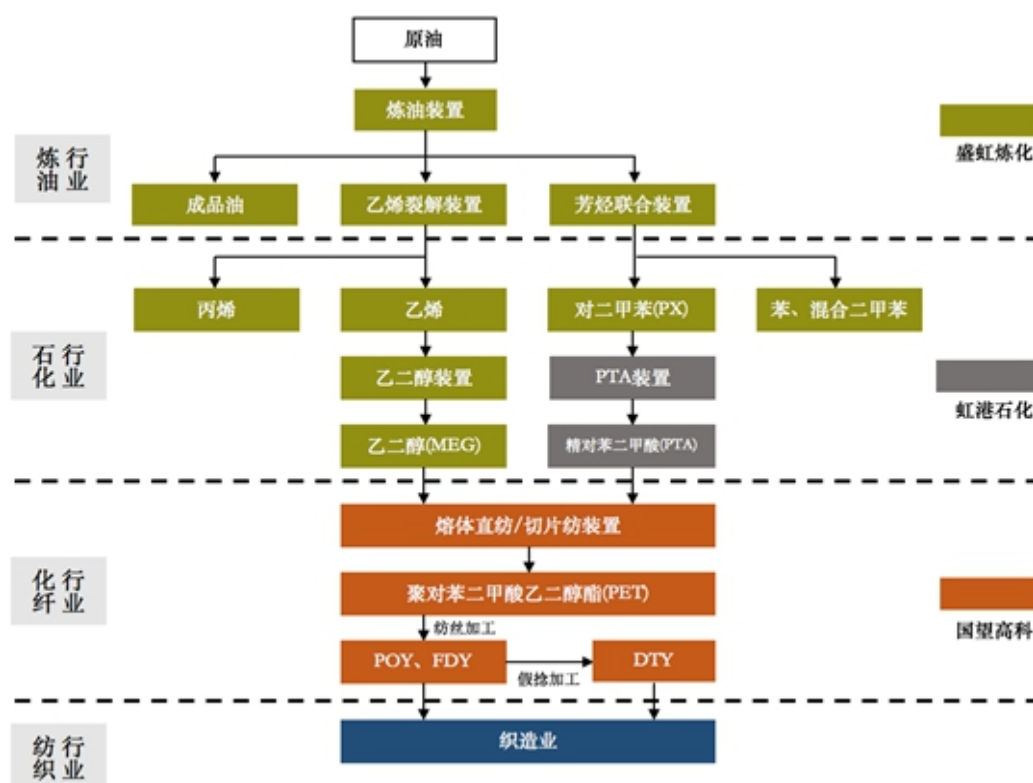 原油
炼油装置
炼油
行业
盛虹炼化
成品油
乙烯裂解装置
芳烃联合装置
丙烯
乙烯
对二甲苯(PX)
苯、混合二甲苯
石化
行业
乙二醇装置
PTA装置
虹港石化
乙二醇(MEG)
精对苯二甲酸(PTA)
熔体直纺/切片纺装置
化纤
行业
聚对苯二甲酸乙二醇酯(PET)
国望高科
纺丝加工
POY、FDY
假捻加工
DTY
纺织
行业
织造业